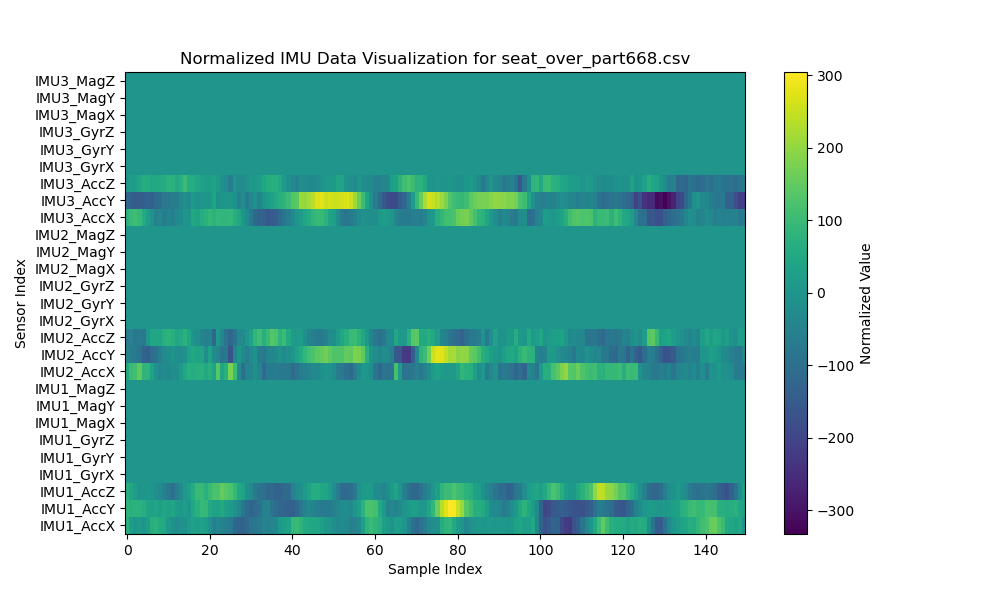 Normalized IMU Data Visualization for seat_over_part668.csv
IMU3_MagZ
IMU3_MagY
IMU3_MagX
IMU3_GyrZ
IMU3_GyrY
IMU3_GyrX
IMU3_AccZ
IMU3_AccY
IMU3_AccX
IMU2_MagZ
IMU2_MagY
IMU2_MagX
IMU2_GyrZ
IMU2_GyrY
IMU2_GyrX
IMU2_AccZ
IMU2_AccY
IMU2_AccX
IMU1_MagZ
IMU1_MagY
IMU1_MagX
IMU1_GyrZ
IMU1_GyrY
IMU1_GyrX
IMU1_AccZ
IMU1_AccY
IMU1_AccX
Sensor Index
0 20 40 60 80 100 120 140
Sample Index
300
200
100
0
−100
−200
−300
Normalized Value